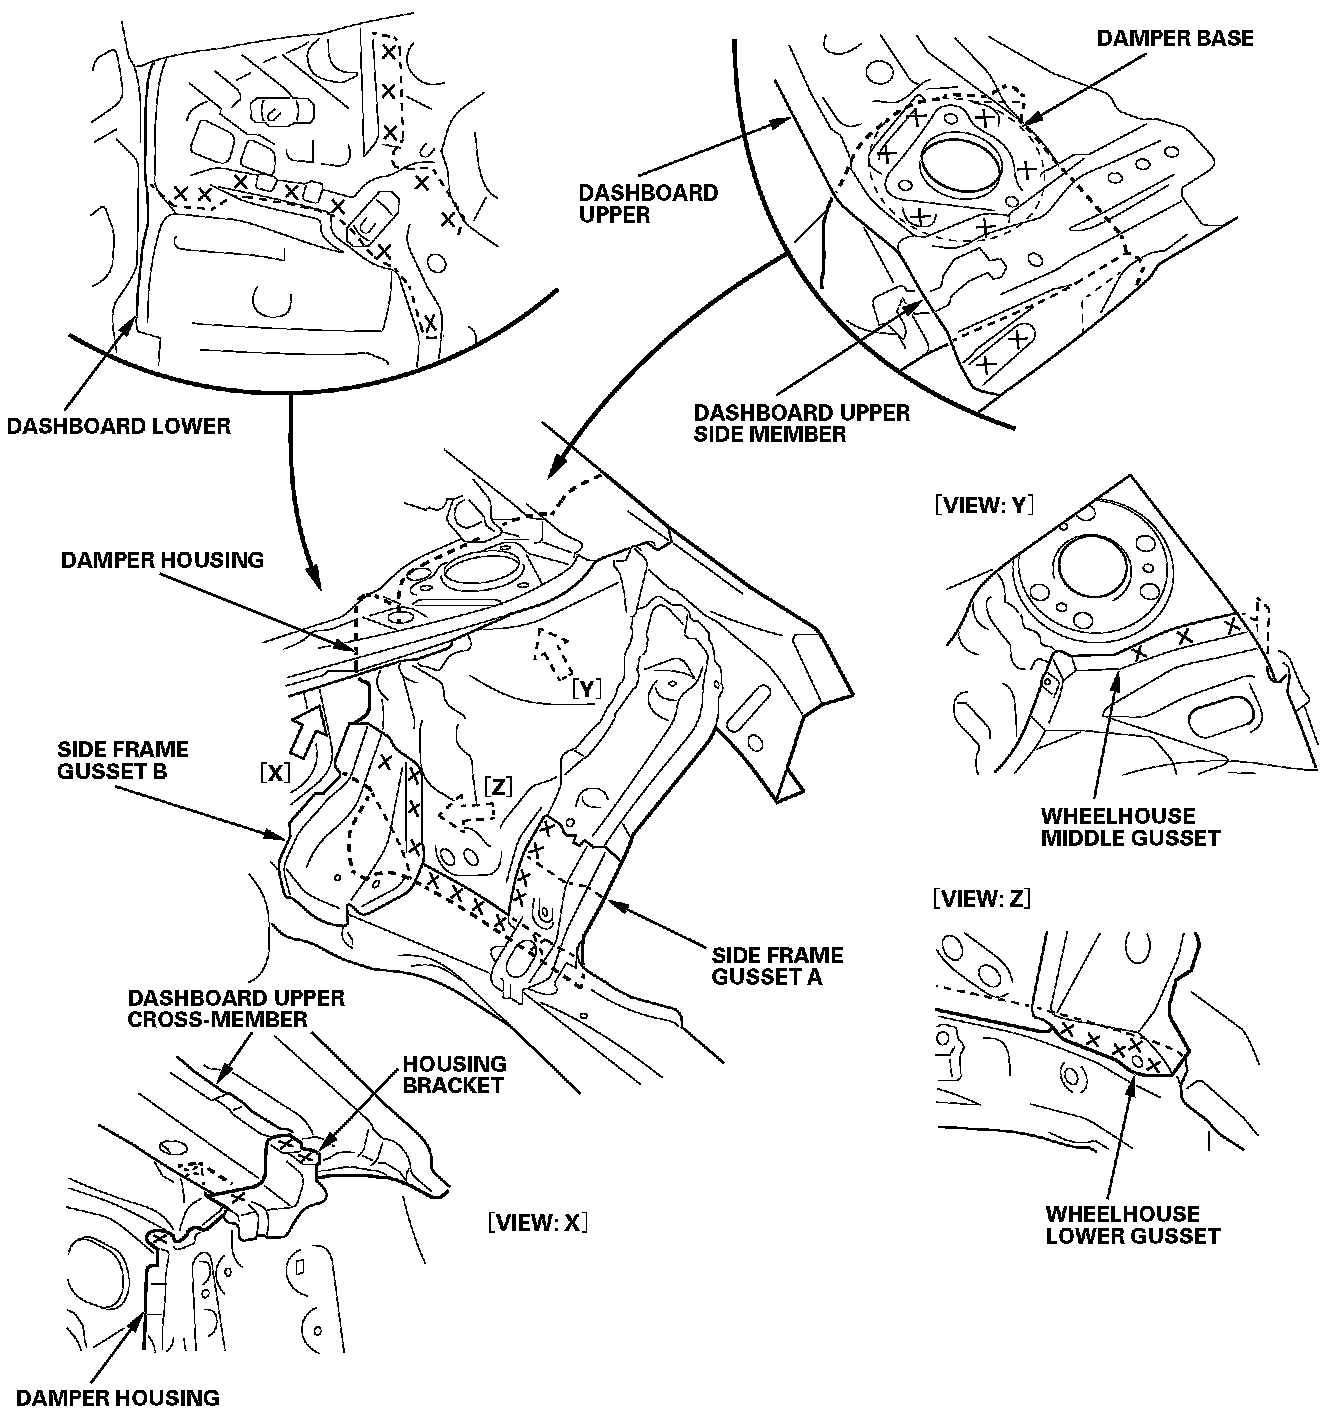 DAMPER BASE
DASHBOARD
UPPER
DASHBOARD LOWER
DASHBOARD UPPER
SIDE MEMBER
[VIEW: Y]
DAMPER HOUSING
[Y]
SIDE FRAME
GUSSET B
[X]
[Z]
WHEELHOUSE
MIDDLE GUSSET
[VIEW: Z]
SIDE FRAME
GUSSET A
DASHBOARD UPPER
CROSS-MEMBER
HOUSING
BRACKET
[VIEW: X]
WHEELHOUSE
LOWER GUSSET
DAMPER HOUSING